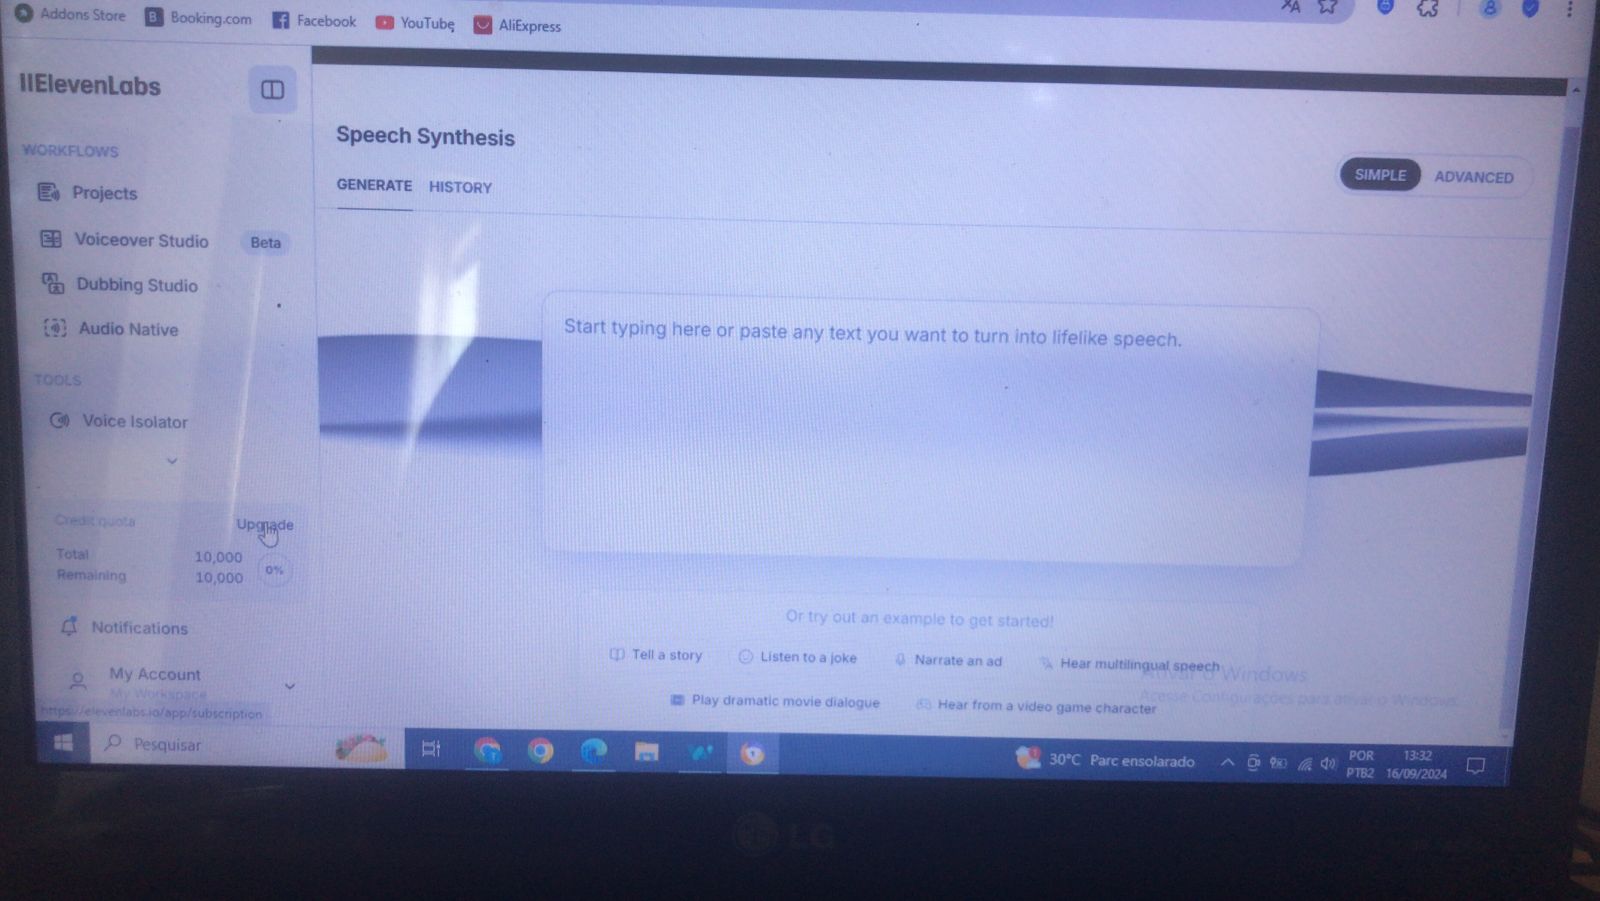 Addons Store
Booking.com
Facebook
YouTube
AliExpress
IIElevenLabs
WORKFLOWS
Projects
Voiceover Studio Beta
Dubbing Studio
Audio Native
TOOLS
Voice Isolator
Credit quota Upgrade
Total 10,000
Remaining 10,000
0%
Notifications
My Account
My Workspace
https://elevenlabs.io/app/subscription
Speech Synthesis
GENERATE HISTORY
SIMPLE ADVANCED
Start typing here or paste any text you want to turn into lifelike speech.
Or try out an example to get started!
Tell a story
Listen to a joke
Narrate an ad
Hear multilingual speech
Play dramatic movie dialogue
Hear from a video game character
Ativar o Windows
Acesse Configurações para ativar o Windows.
Pesquisar
30°C Parc ensolarado
POR
PTB2
13:32
16/09/2024
LG